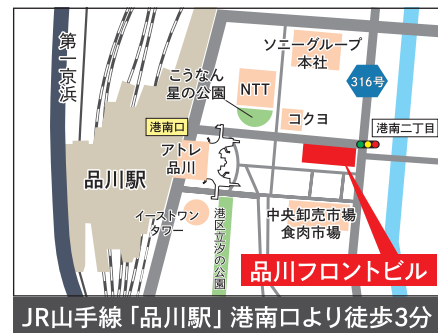 第一京浜
ソニーグループ
本社
こうなん
星の公園
NTT
316号
コクヨ
港南口
港南二丁目
アトレ
品川
品川駅
イーストワン
タワー
港区立汐の公園
中央卸売市場
食肉市場
品川フロントビル
JR山手線「品川駅」港南口より徒歩3分